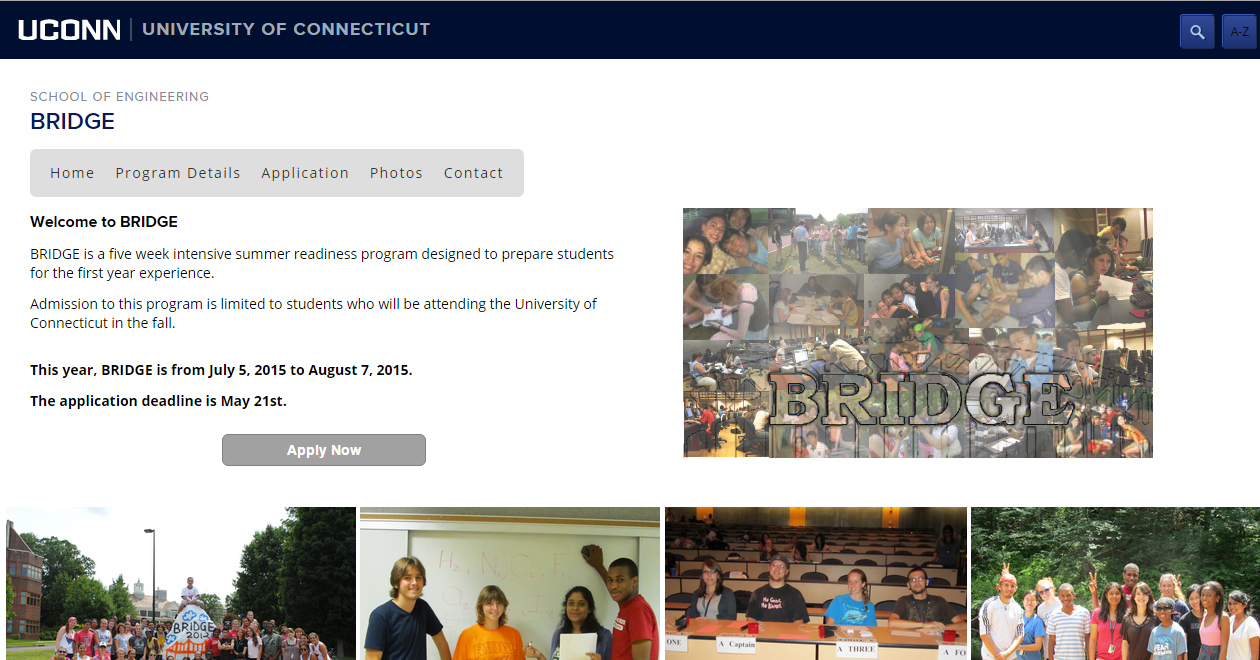 UCONN UNIVERSITY OF CONNECTICUT
A-Z
SCHOOL OF ENGINEERING
BRIDGE
Home Program Details Application Photos Contact
Welcome to BRIDGE
BRIDGE is a five week intensive summer readiness program designed to prepare students
for the first year experience.
Admission to this program is limited to students who will be attending the University of
Connecticut in the fall.
This year, BRIDGE is from July 5, 2015 to August 7, 2015.
The application deadline is May 21st.
Apply Now
BRIDGE
BRIDGE
2012
H₂ N, C, F,
ONE
A Captain
A THREE
A FO